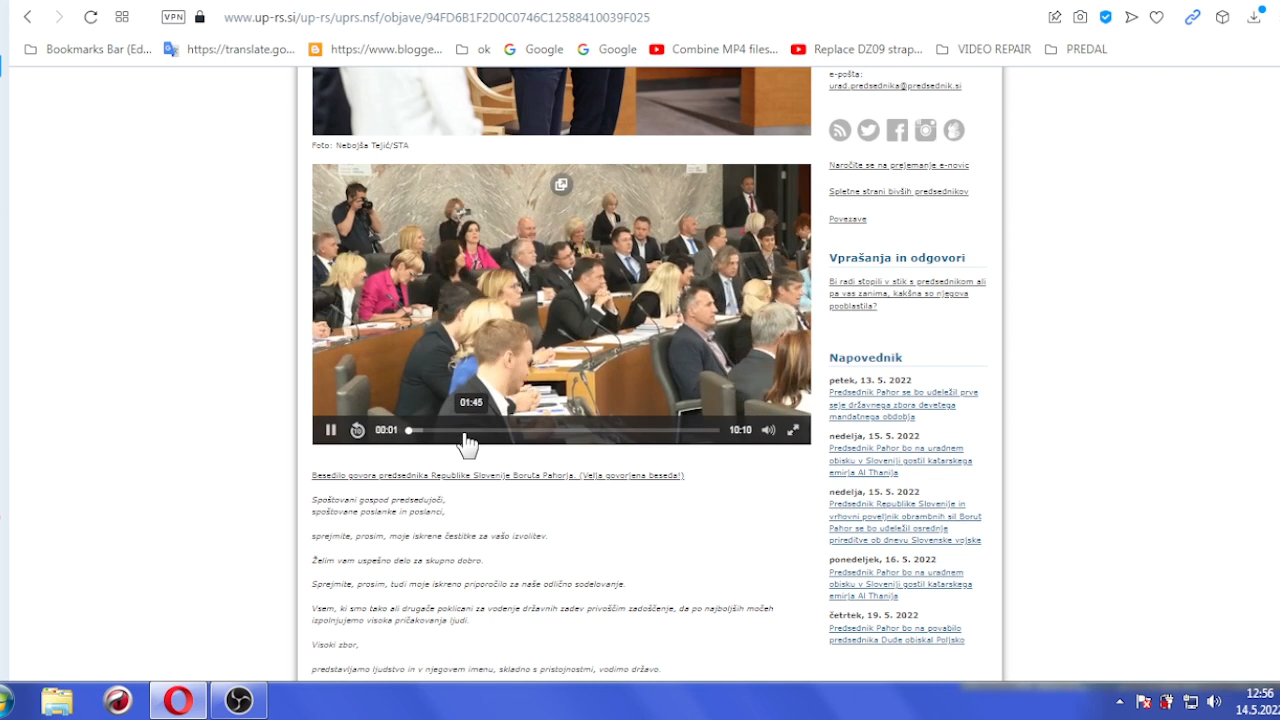 VPN
www.up-rs.si/up-rs/uprs.nsf/objave/94FD6B1F2D0C0746C12588410039F025
Bookmarks Bar (Ed...
https://translate.go...
https://www.blogge...
ok
Google
Google
Combine MP4 files...
Replace DZ09 strap...
VIDEO REPAIR
PREDAL
Foto: Nebojša Tejić/STA
01:45
10
00:01
10:10
Besedilo govora predsednika Republike Slovenije Boruta Pahorja. (Velja govorjena beseda!)
Spoštovani gospod predsedujoči,
spoštovane poslanke in poslanci,
sprejmite, prosim, moje iskrene čestitke za vašo izvolitev.
Želim vam uspešno delo za skupno dobro.
Sprejmite, prosim, tudi moje iskreno priporočilo za naše odlično sodelovanje.
Vsem, ki smo tako ali drugače poklicani za vodenje državnih zadev privoščim zadoščenje, da po najboljših močeh
izpolnjujemo visoka pričakovanja ljudi.
Visoki zbor,
predstavljamo ljudstvo in v njegovem imenu, skladno s pristojnostmi, vodimo državo.
e-pošta:
urad.predsednika@predsednik.si
Naročite se na prejemanje e-novic
Spletne strani bivših predsednikov
Povezave
Vprašanja in odgovori
Bi radi stopili v stik s predsednikom ali
pa vas zanima, kakšna so njegova
pooblastila?
Napovednik
petek, 13. 5. 2022
Predsednik Pahor se bo udeležil prve
seje državnega zbora devetega
mandatnega obdobja
nedelja, 15. 5. 2022
Predsednik Pahor bo na uradnem
obisku v Sloveniji gostil katarskega
emirja Al Thanija
nedelja, 15. 5. 2022
Predsednik Republike Slovenije in
vrhovni poveljnik obrambnih sil Borut
Pahor se bo udeležil osrednje
prireditve ob dnevu Slovenske vojske
ponedeljek, 16. 5. 2022
Predsednik Pahor bo na uradnem
obisku v Sloveniji gostil katarskega
emirja Al Thanija
četrtek, 19. 5. 2022
Predsednik Pahor bo na povabilo
predsednika Dude obiskal Poljsko
12:56
14.5.202